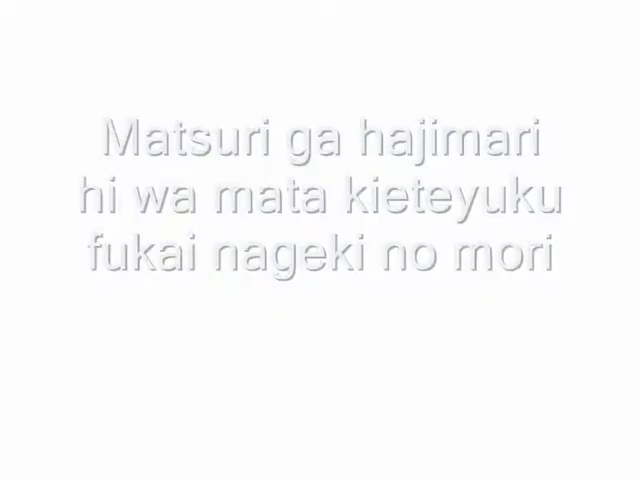 Matsuri ga hajimari
hi wa mata kieteyuku
fukai nageki no mori